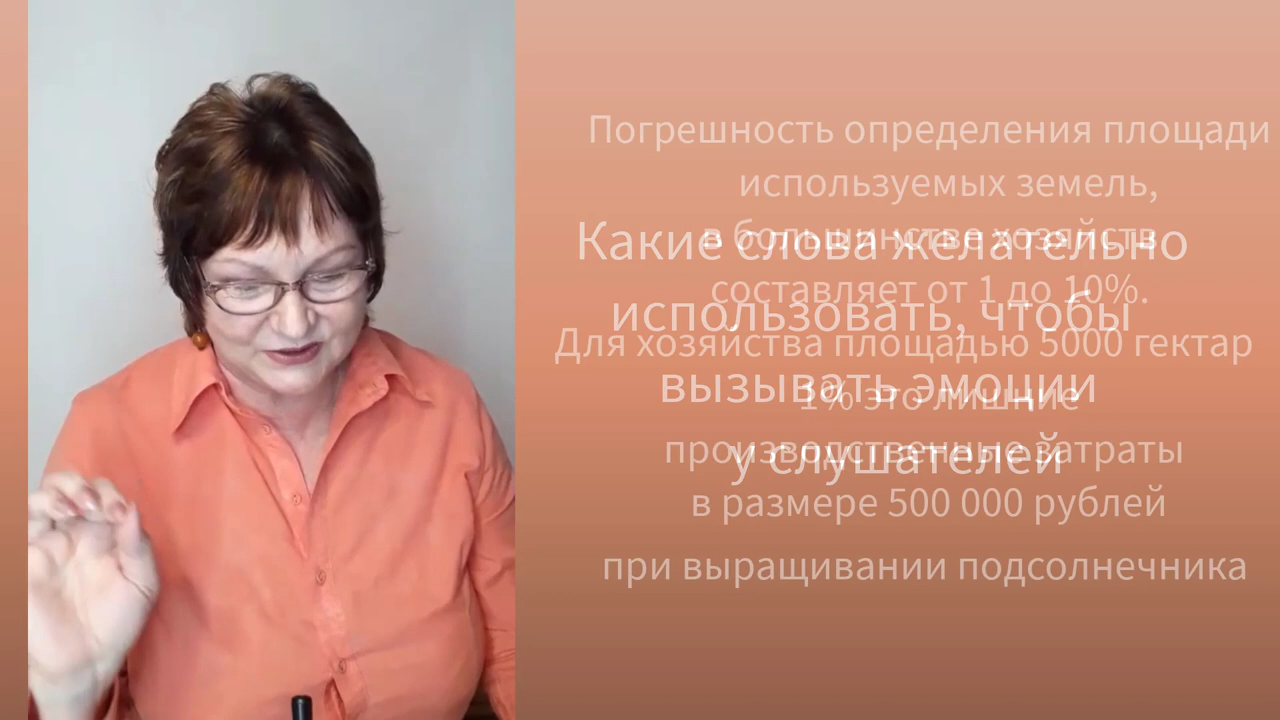 Погрешность определения площади
используемых земель,
в большинстве хозяйств
составляет от 1 до 10%.
Для хозяйства площадью 5000 гектар
1% это лишние
производственные затраты
в размере 500 000 рублей
при выращивании подсолнечника
Какие слова желательно
использовать, чтобы
вызывать эмоции
у слушателей